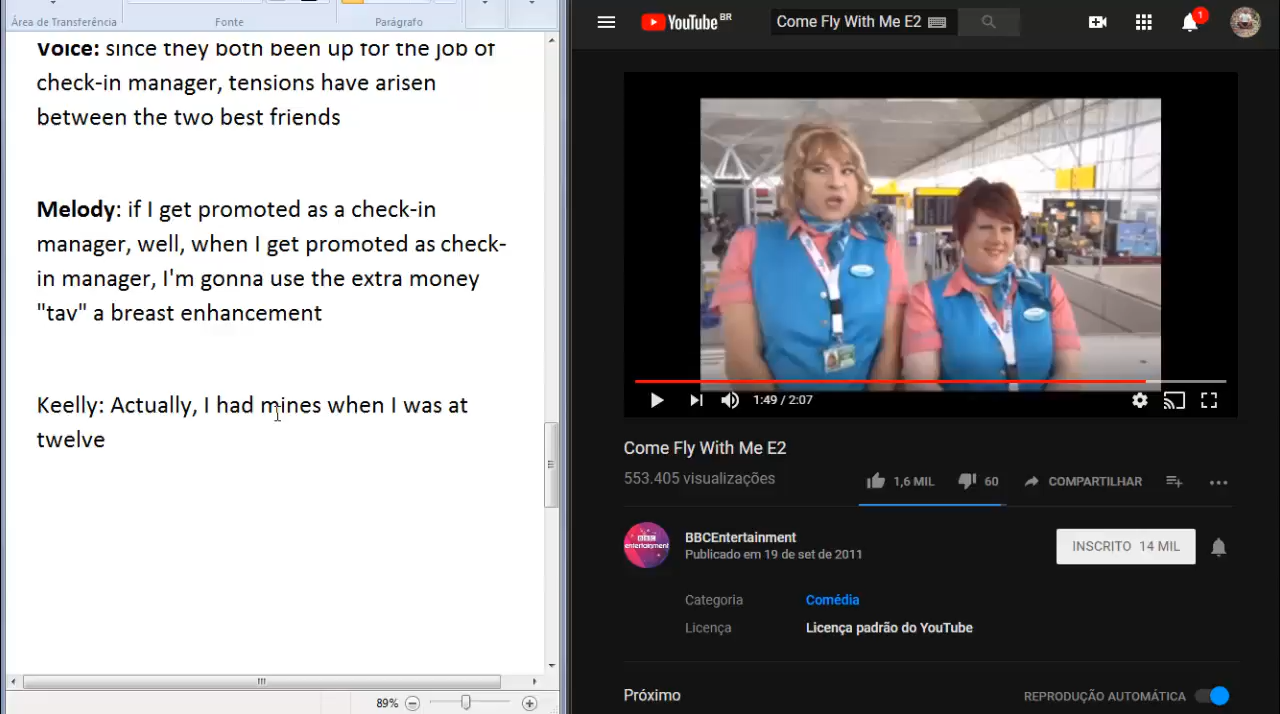 Área de Transferência
Fonte
Parágrafo
Voice: since they both been up for the job of
check-in manager, tensions have arisen
between the two best friends
Melody: if I get promoted as a check-in
manager, well, when I get promoted as check-
in manager, I'm gonna use the extra money
"tav" a breast enhancement
Keelly: Actually, I had mines when I was at
twelve
89%
YouTube BR
Come Fly With Me E2
1
1:49 / 2:07
Come Fly With Me E2
553.405 visualizações
1,6 MIL
60
COMPARTILHAR
BBC
entertainment
BBCEntertainment
Publicado em 19 de set de 2011
INSCRITO 14 MIL
Categoria
Comédia
Licença
Licença padrão do YouTube
Próximo
REPRODUÇÃO AUTOMÁTICA